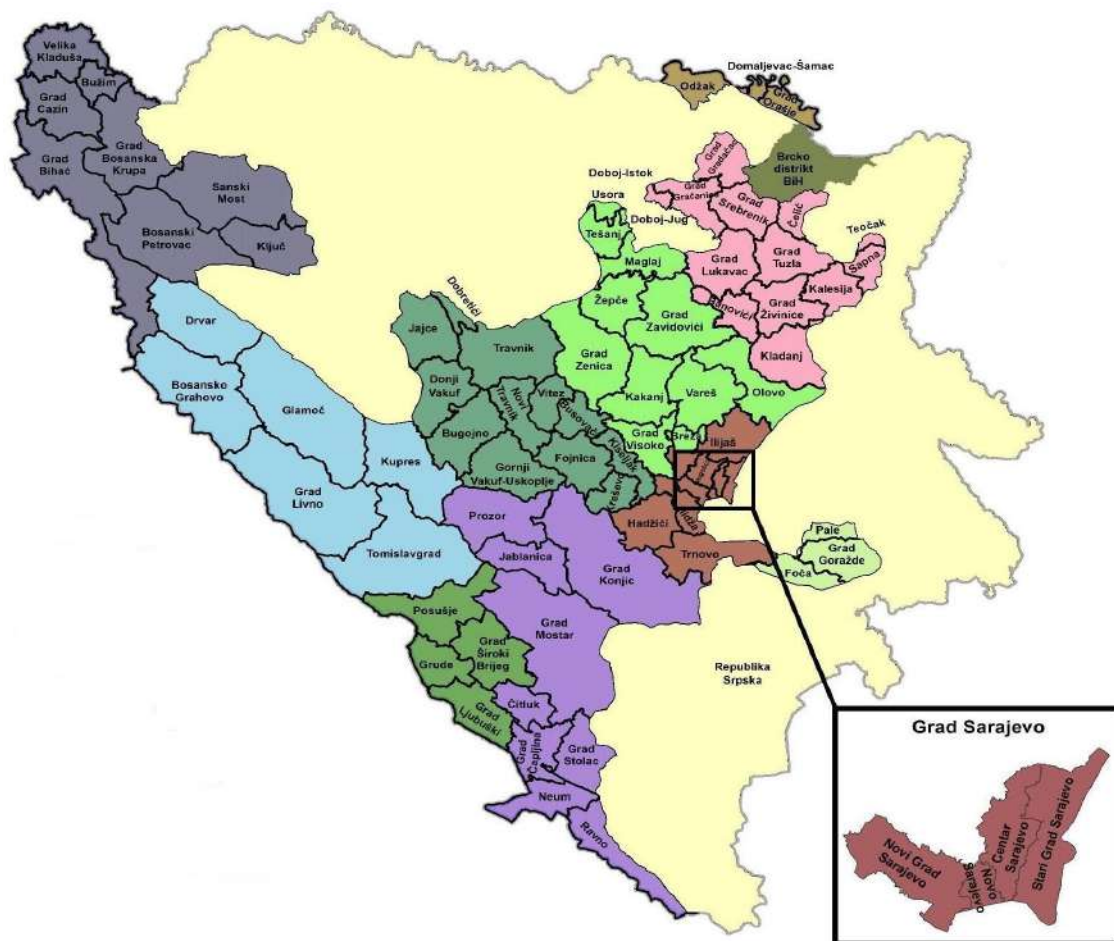 Velika
Kladuša
Bužim
Grad
Cazin
Grad
Bosanska
Krupa
Grad
Bihać
Sanski
Most
Bosanski
Petrovac
Ključ
Drvar
Bosansko
Grahovo
Glamoč
Kupres
Grad
Livno
Tomislavgrad
Dobretići
Jajce
Travnik
Donji
Vakuf
Novi
Travnik
Vitez
Busovača
Bugojno
Gornji
Vakuf-Uskoplje
Fojnica
Kiseljak
Kreševo
Domaljevac-Šamac
Odžak
Grad
Orašje
Brcko
distrikt
BiH
Grad
Gradačac
Doboj-Istok
Grad
Gračanica
Grad
Srebrenik
Čelić
Usora
Doboj-Jug
Tešanj
Maglaj
Teočak
Sapna
Grad
Lukavac
Grad
Tuzla
Kalesija
Banovići
Grad
Živinice
Kladanj
Žepče
Grad
Zavidovići
Grad
Zenica
Kakanj
Vareš
Olovo
Grad
Visoko
Breza
Ilijaš
Hadžići
Ilidža
Trnovo
Pale
Grad
Goražde
Foča
Prozor
Jablanica
Grad
Konjic
Grad
Mostar
Posušje
Grad
Široki
Brijeg
Grude
Grad
Ljubuški
Čitluk
Grad
Čapljina
Grad
Stolac
Neum
Ravno
Republika
Srpska
Grad Sarajevo
Novi Grad
Sarajevo
Novo
Sarajevo
Centar
Sarajevo
Stari Grad Sarajevo